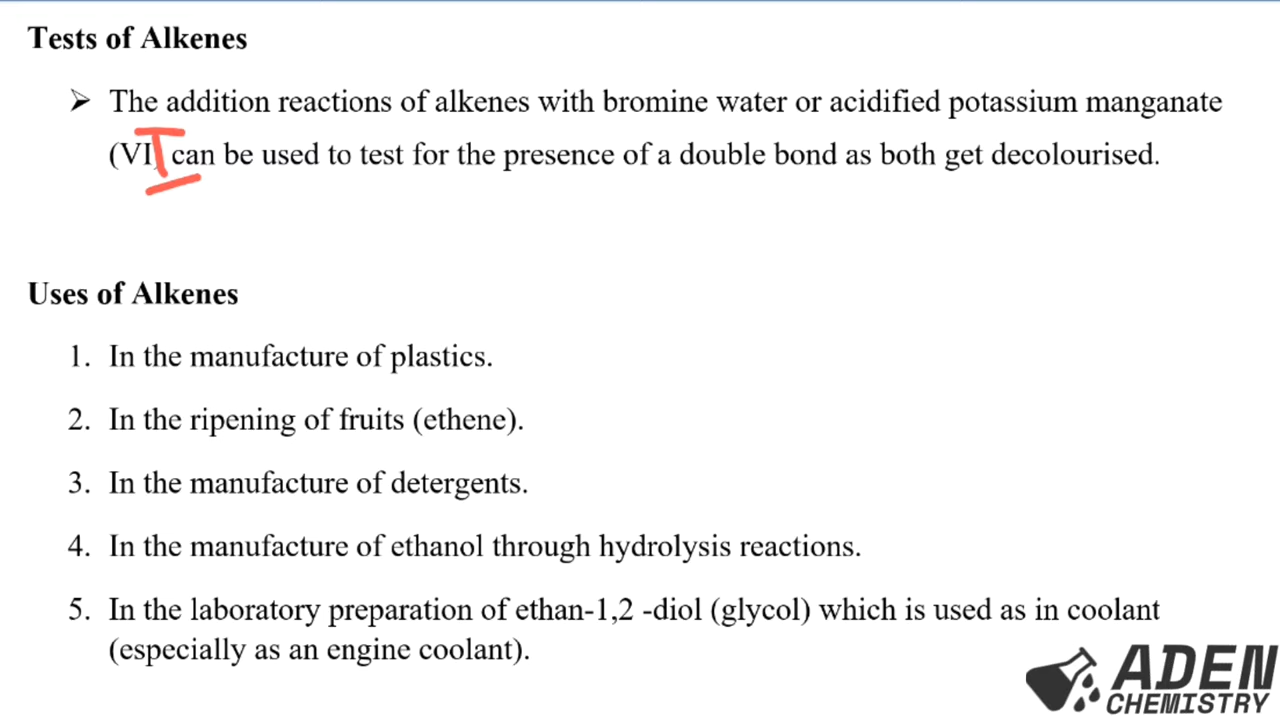 Tests of Alkenes
➢ The addition reactions of alkenes with bromine water or acidified potassium manganate
(VII can be used to test for the presence of a double bond as both get decolourised.
Uses of Alkenes
1. In the manufacture of plastics.
2. In the ripening of fruits (ethene).
3. In the manufacture of detergents.
4. In the manufacture of ethanol through hydrolysis reactions.
5. In the laboratory preparation of ethan-1,2 -diol (glycol) which is used as in coolant
(especially as an engine coolant).
ADEN
CHEMISTRY